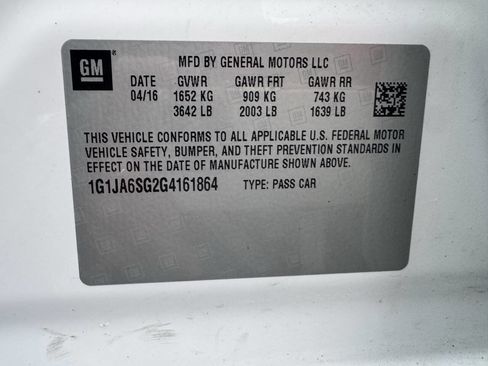 GM ® MFD BY GENERAL MOTORS LLC
DATE GVWR GAWR FRT GAWR RR
04/16 1652 KG 909 KG 743 KG
3642 LB 2003 LB 1639 LB
THIS VEHICLE CONFORMS TO ALL APPLICABLE U.S. FEDERAL MOTOR
VEHICLE SAFETY, BUMPER, AND THEFT PREVENTION STANDARDS IN
EFFECT ON THE DATE OF MANUFACTURE SHOWN ABOVE.
1G1JA6SG2G4161864 TYPE: PASS CAR